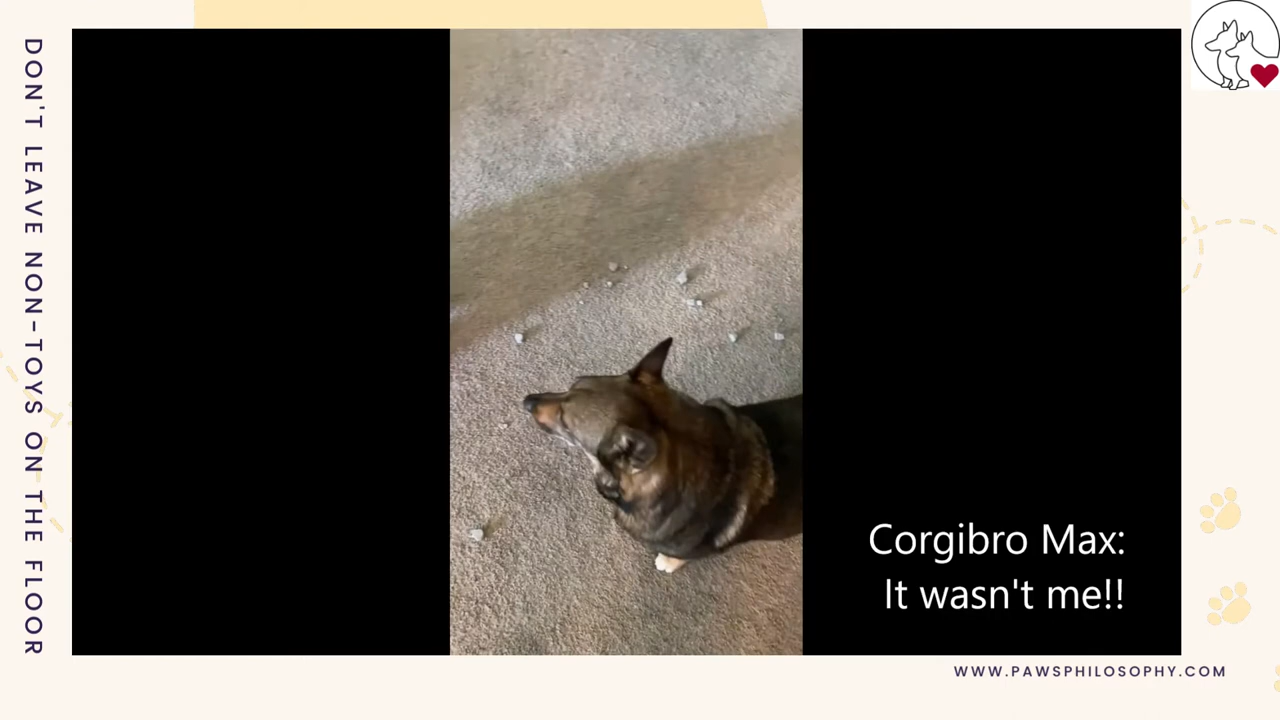 DON'T LEAVE NON-TOYS ON THE FLOOR
Corgibro Max:
It wasn't me!!
WWW.PAWSPHILOSOPHY.COM